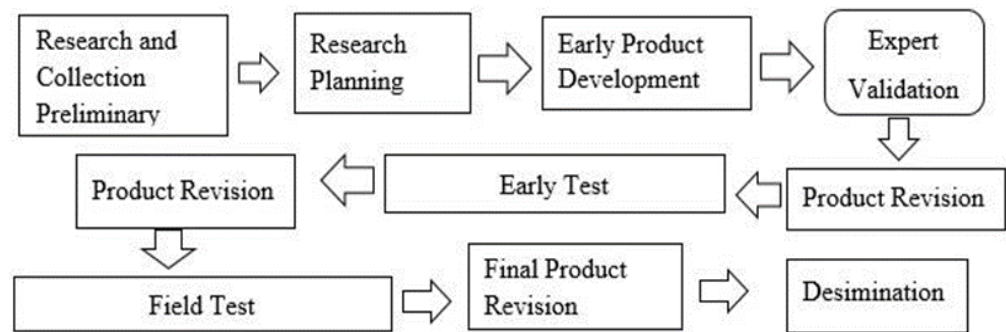 Research and
Collection
Preliminary
Research
Planning
Early Product
Development
Expert
Validation
Product Revision
Early Test
Product Revision
Field Test
Final Product
Revision
Desimination